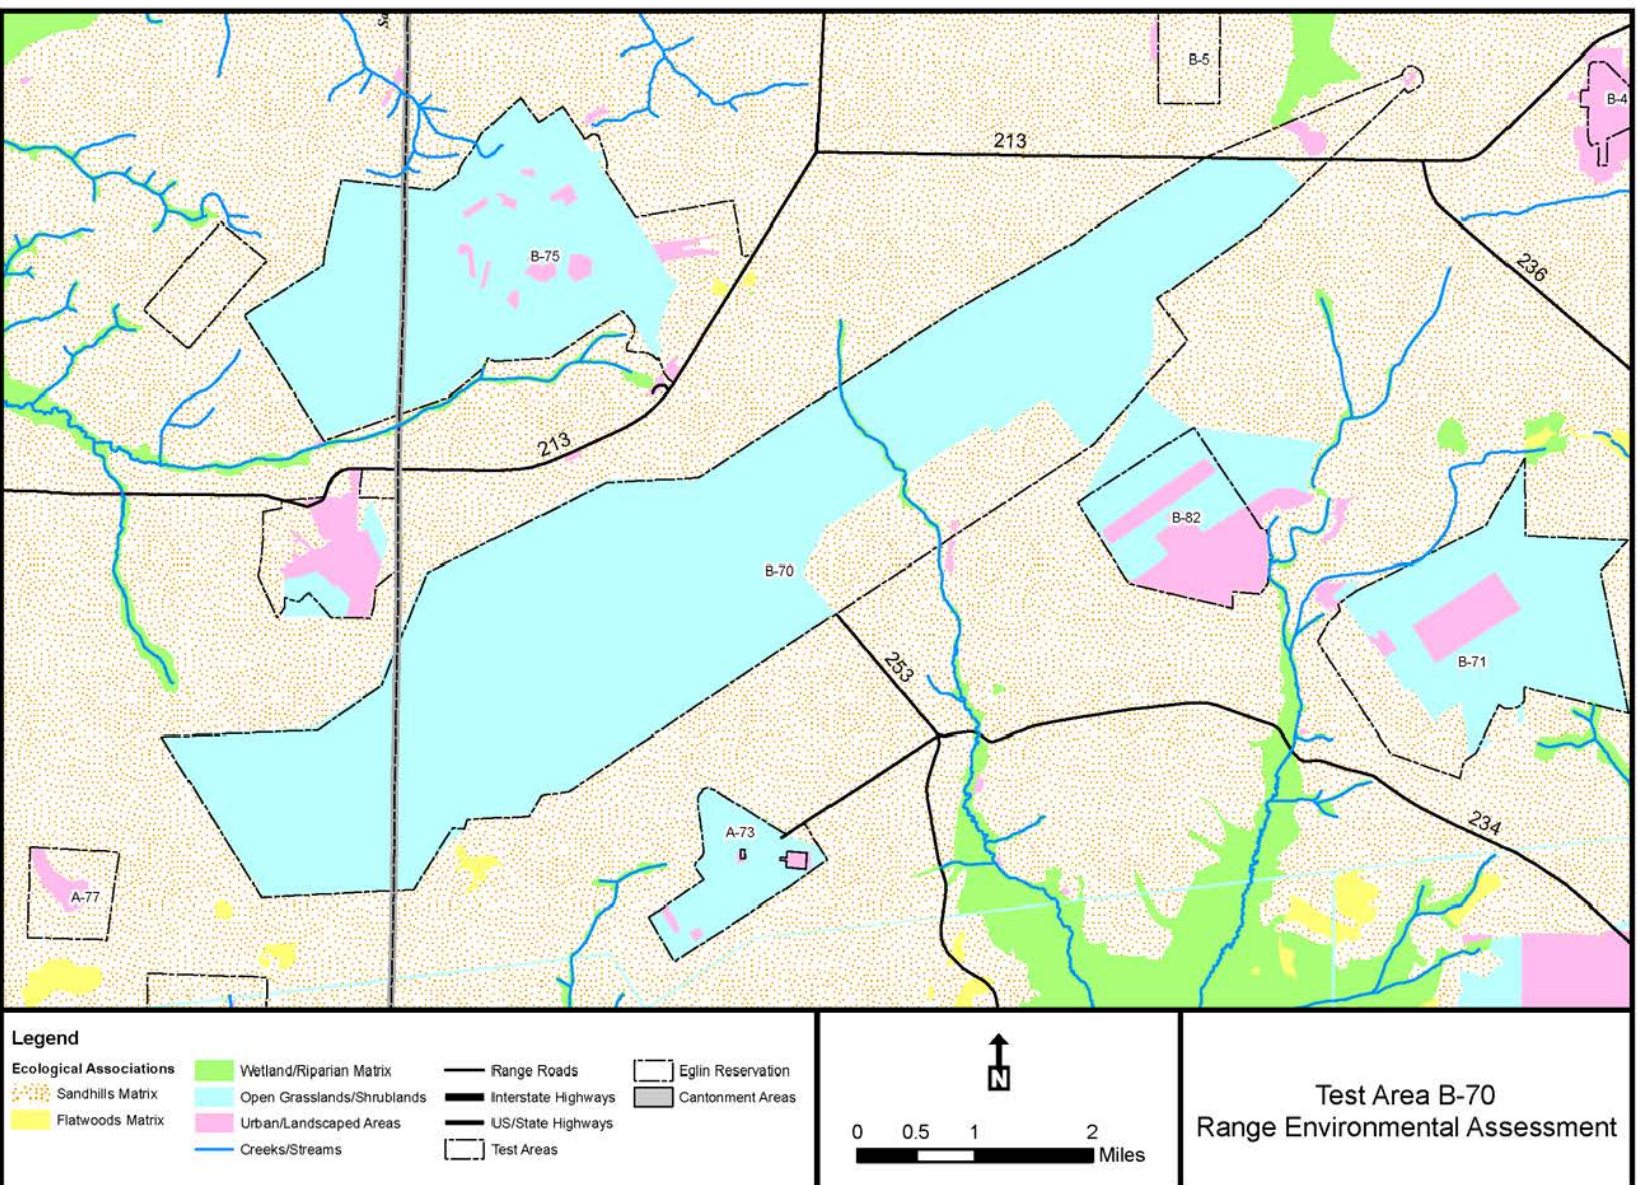 B-5
B-4
213
B-75
236
213
B-82
B-70
B-71
253
A-73
234
A-77
Legend
Ecological Associations
Sandhills Matrix
Flatwoods Matrix
Wetland/Riparian Matrix
Open Grasslands/Shrublands
Urban/Landscaped Areas
Creeks/Streams
Range Roads
Interstate Highways
US/State Highways
Test Areas
Eglin Reservation
Cantonment Areas
N
0 0.5 1 2
Miles
Test Area B-70
Range Environmental Assessment